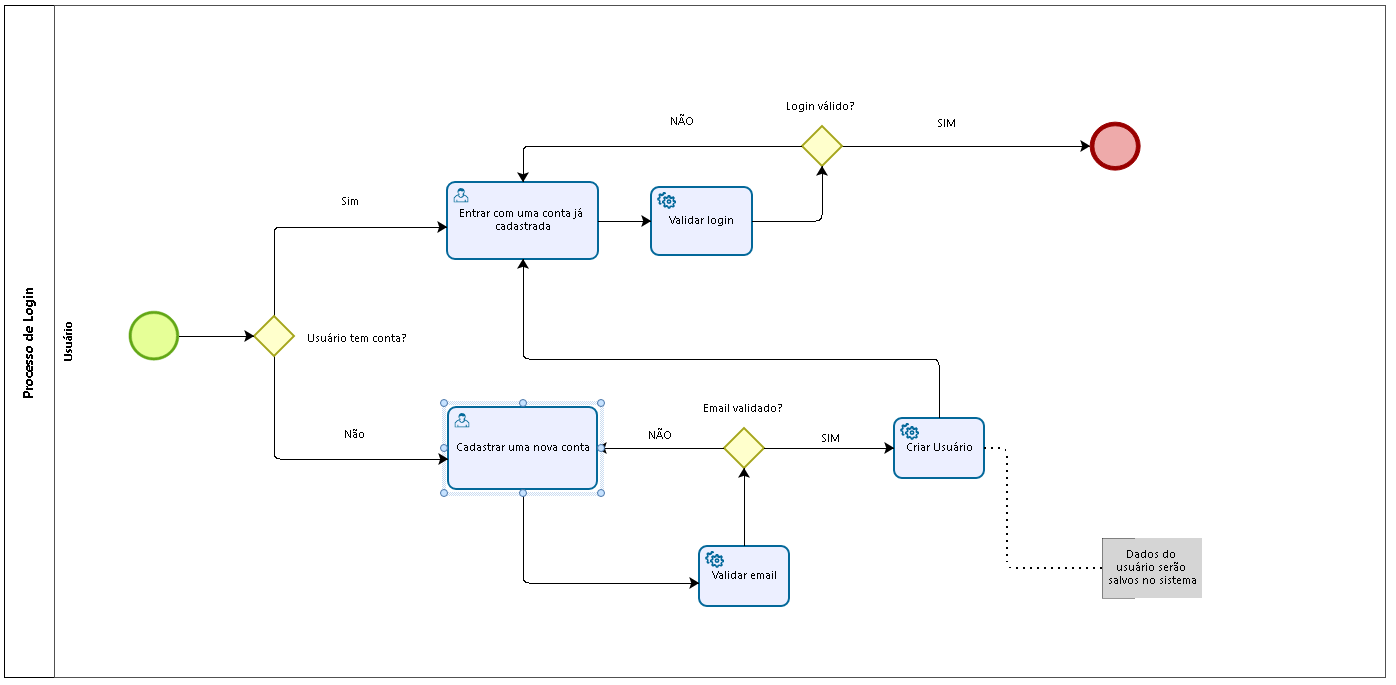 Processo de Login
Usuário
Login válido?
NÃO
SIM
Sim
Entrar com uma conta já
cadastrada
Validar login
Usuário tem conta?
Não
Email validado?
NÃO
SIM
Cadastrar uma nova conta
Criar Usuário
Validar email
Dados do
usuário serão
salvos no sistema